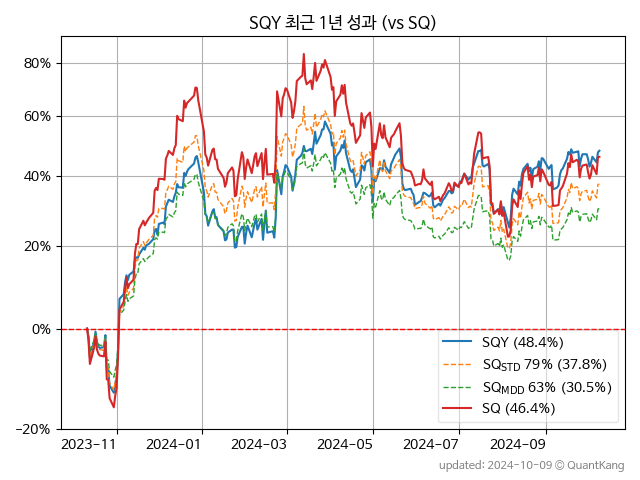 SQY 최근 1년 성과 (vs SQ)
80%
60%
40%
20%
0%
−20%
SQY (48.4%)
SQSTD 79% (37.8%)
SQMDD 63% (30.5%)
SQ (46.4%)
2023-11
2024-01
2024-03
2024-05
2024-07
2024-09
updated: 2024-10-09 © QuantKang